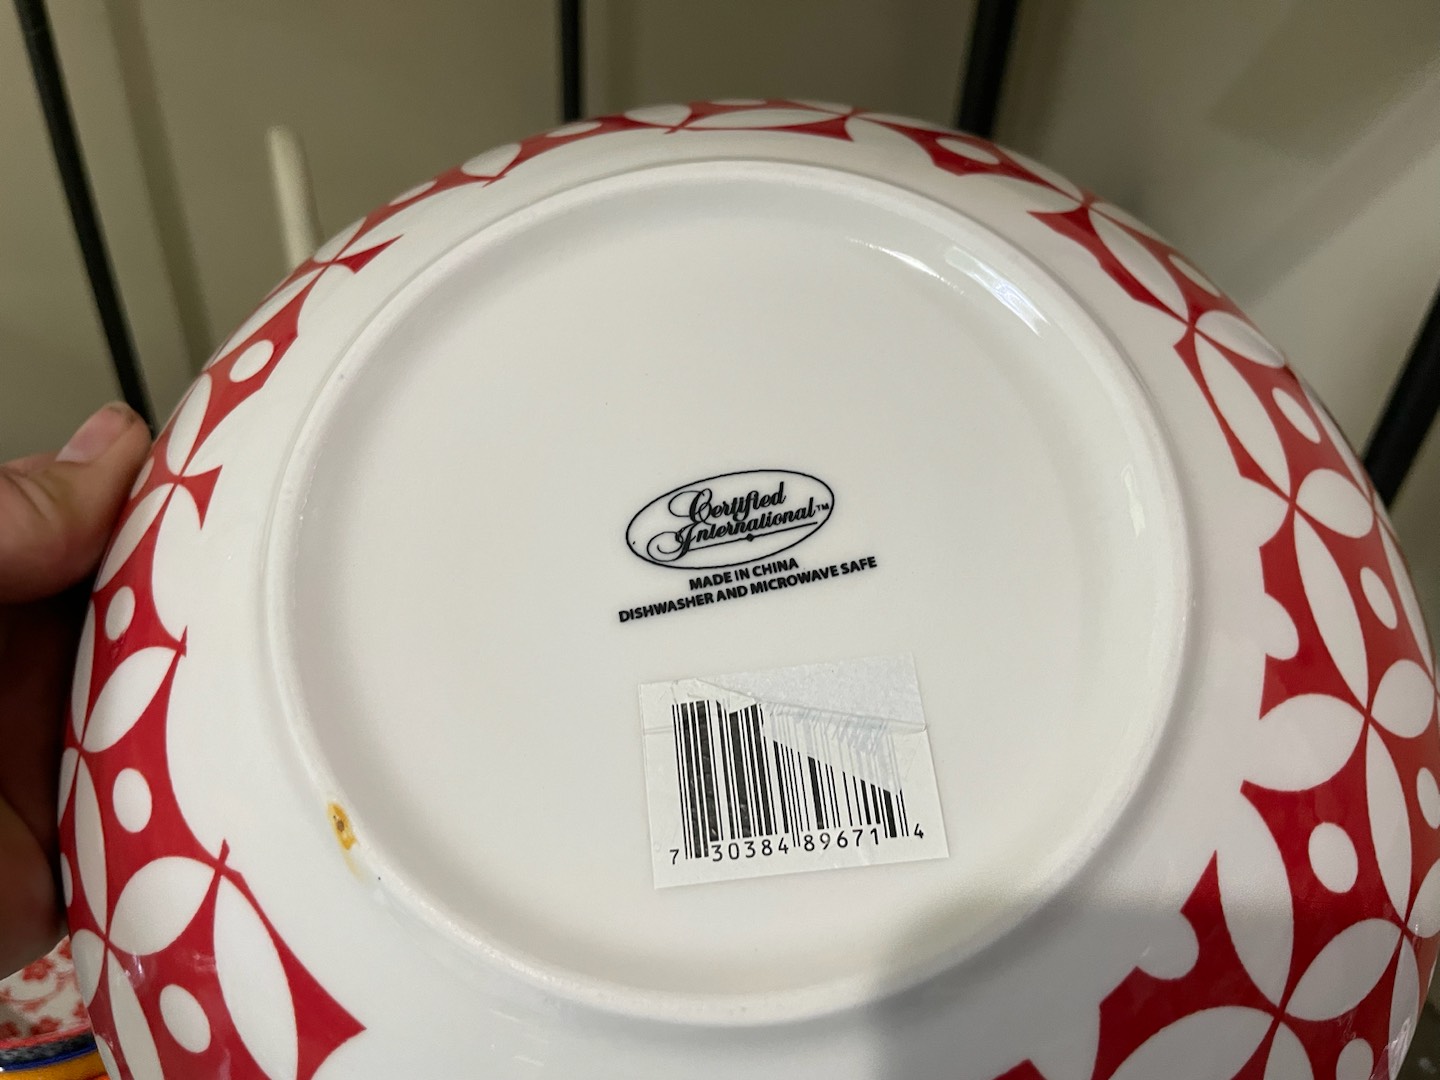 Certified
International™
MADE IN CHINA
DISHWASHER AND MICROWAVE SAFE
7 30384 89671 4